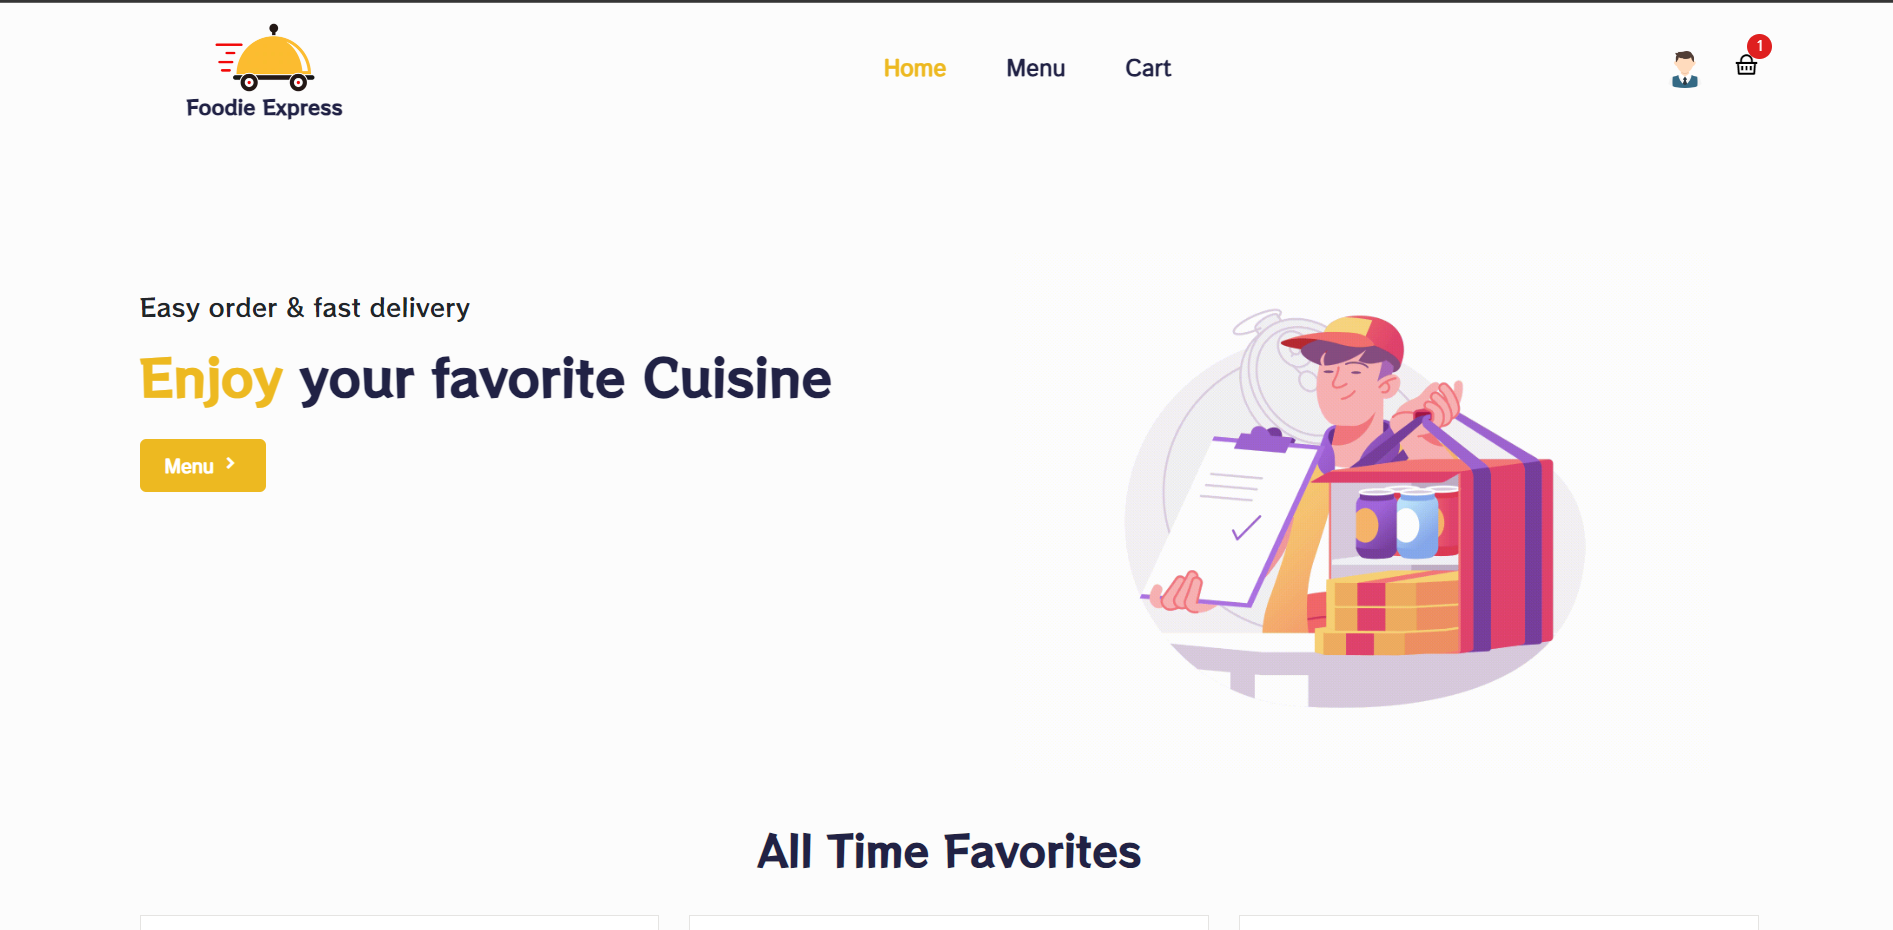 Foodie Express
Home
Menu
Cart
1
Easy order & fast delivery
Enjoy your favorite Cuisine
Menu
All Time Favorites